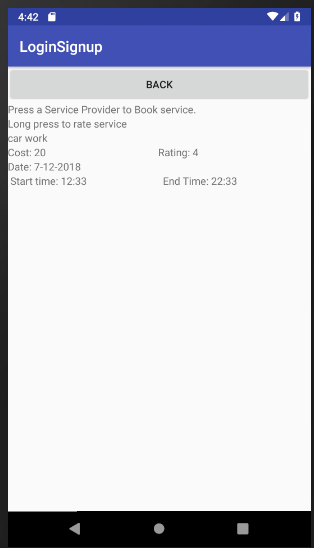 4:42
LoginSignup
BACK
Press a Service Provider to Book service.
Long press to rate service
car work
Cost: 20 Rating: 4
Date: 7-12-2018
Start time: 12:33 End Time: 22:33